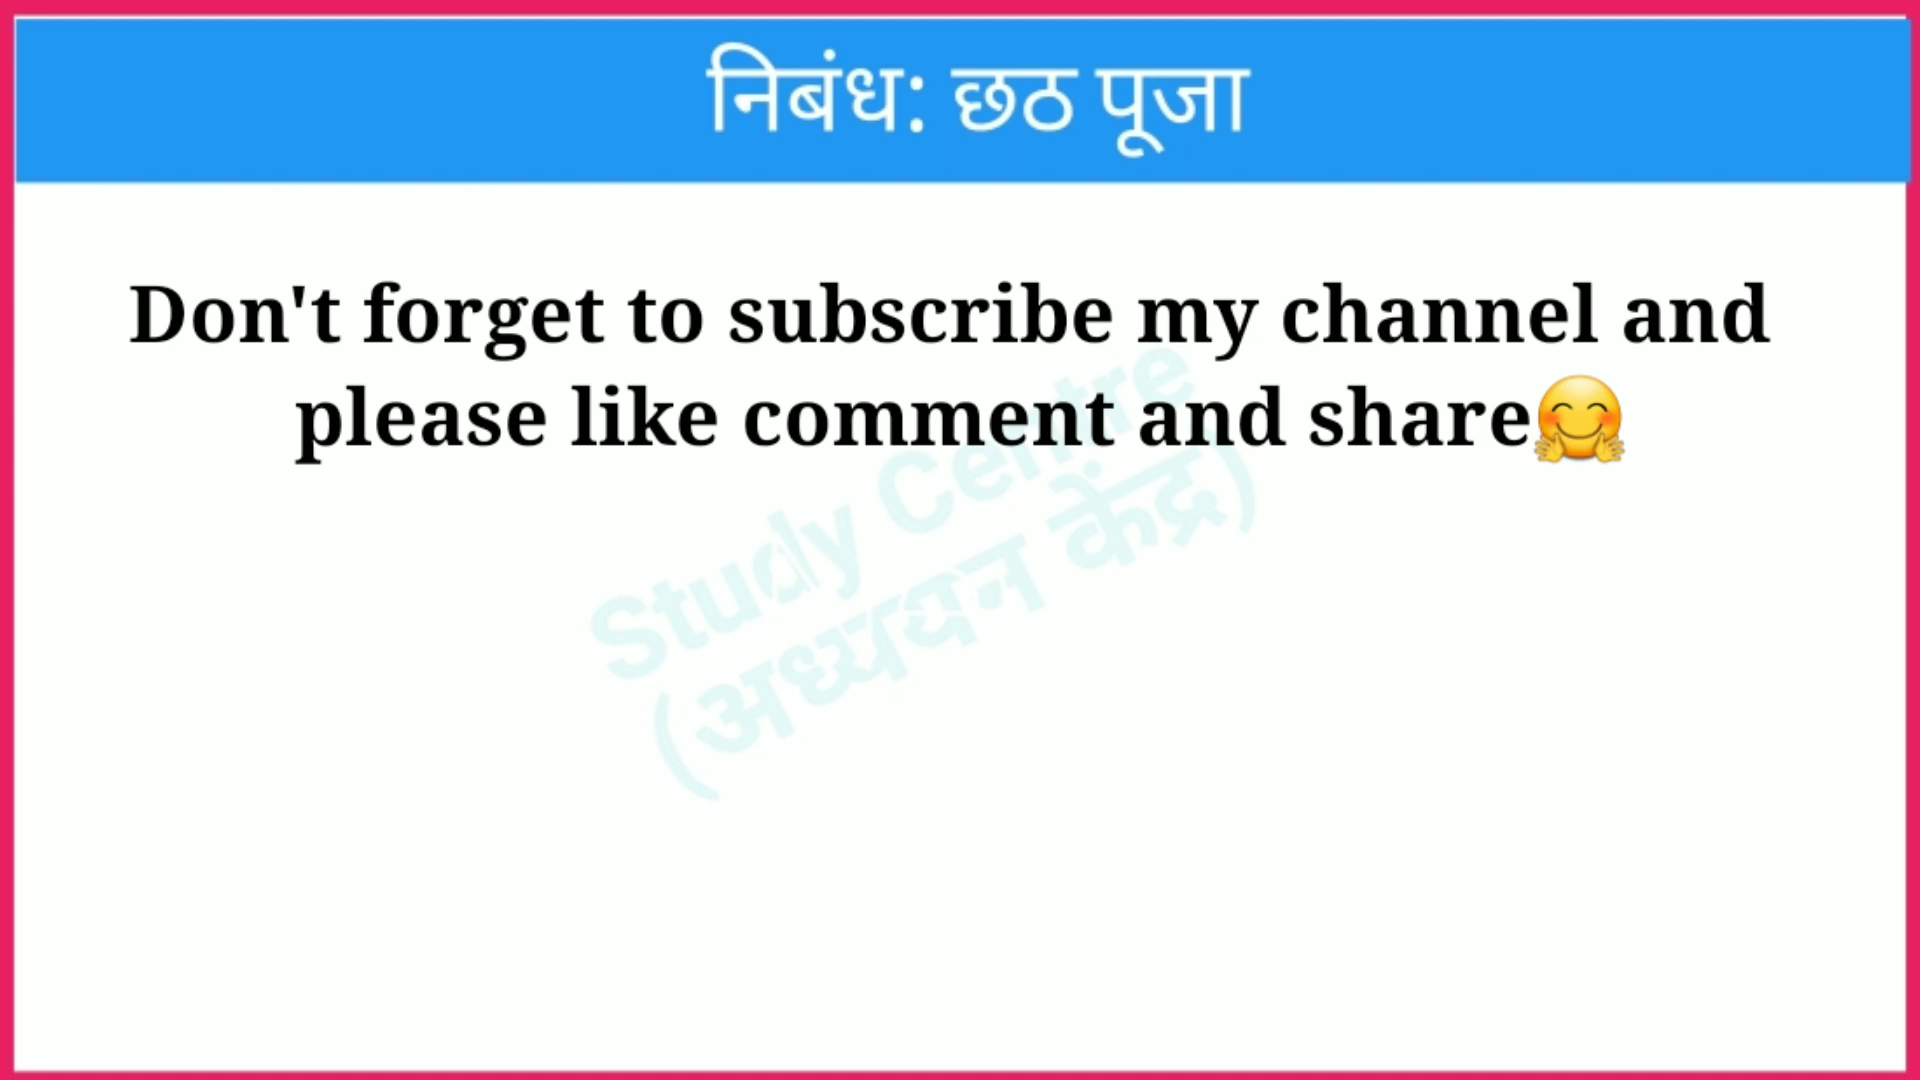 निबंध: छठ पूजा
Don't forget to subscribe my channel and
please like comment and share🤗
Study Centre
(अध्ययन केंद्र)